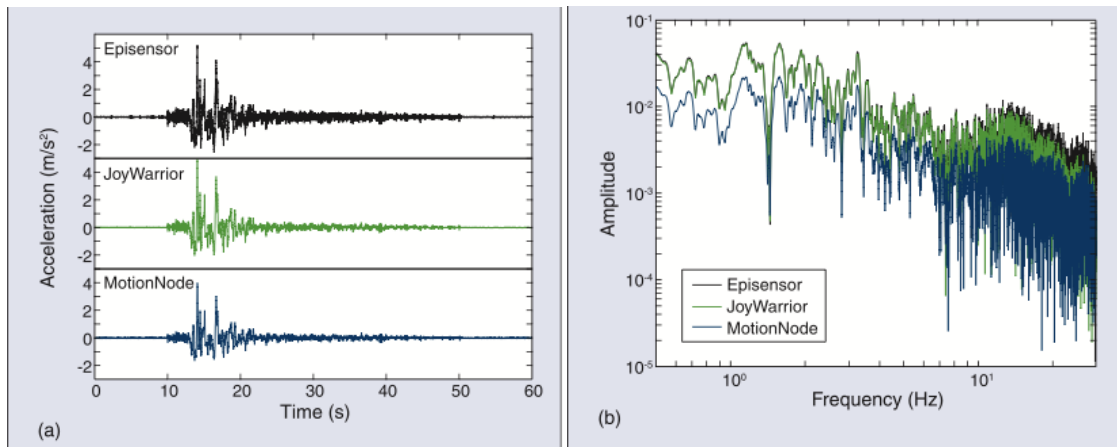 Episensor
4
2
0
-2
JoyWarrior
4
2
0
-2
MotionNode
4
2
0
-2
Acceleration (m/s²)
0 10 20 30 40 50 60
Time (s)
(a)
10⁻¹
10⁻²
10⁻³
10⁻⁴
10⁻⁵
Amplitude
Episensor
JoyWarrior
MotionNode
10⁰ 10¹
Frequency (Hz)
(b)